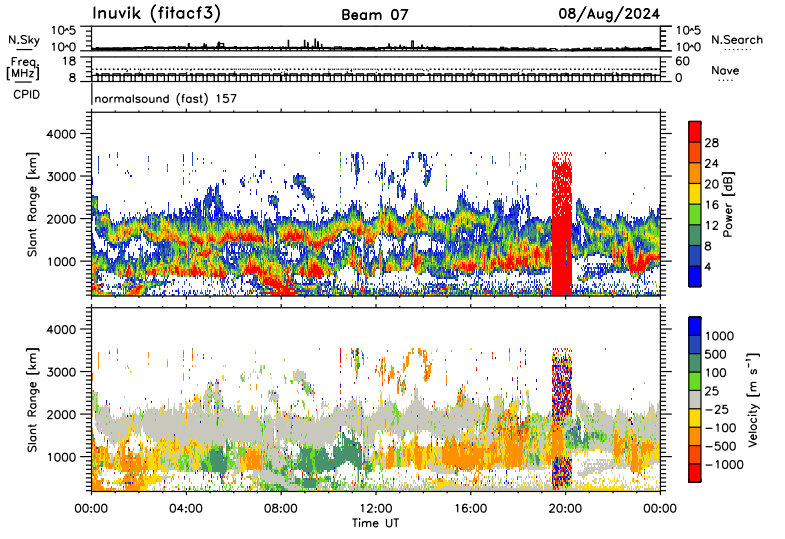 Inuvik (fitacf3) Beam 07 08/Aug/2024
N.Sky 10^5 10^0 10^5 10^0 N.Search
Freq. [MHz] 18 8 60 0 Nave
CPID normalsound (fast) 157
Slant Range [km] 4000 3000 2000 1000
Power [dB] 28 24 20 16 12 8 4
Slant Range [km] 4000 3000 2000 1000
Velocity [m s⁻¹] 1000 500 100 25 −25 −100 −500 −1000
00:00 04:00 08:00 12:00 16:00 20:00 00:00
Time UT